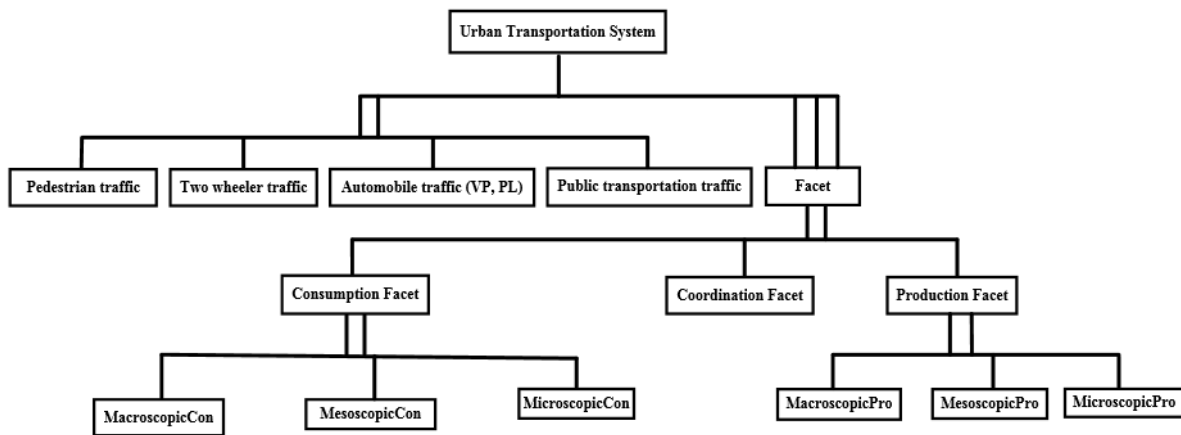 Urban Transportation System
Pedestrian traffic
Two wheeler traffic
Automobile traffic (VP, PL)
Public transportation traffic
Facet
Consumption Facet
Coordination Facet
Production Facet
MacroscopicCon
MesoscopicCon
MicroscopicCon
MacroscopicPro
MesoscopicPro
MicroscopicPro